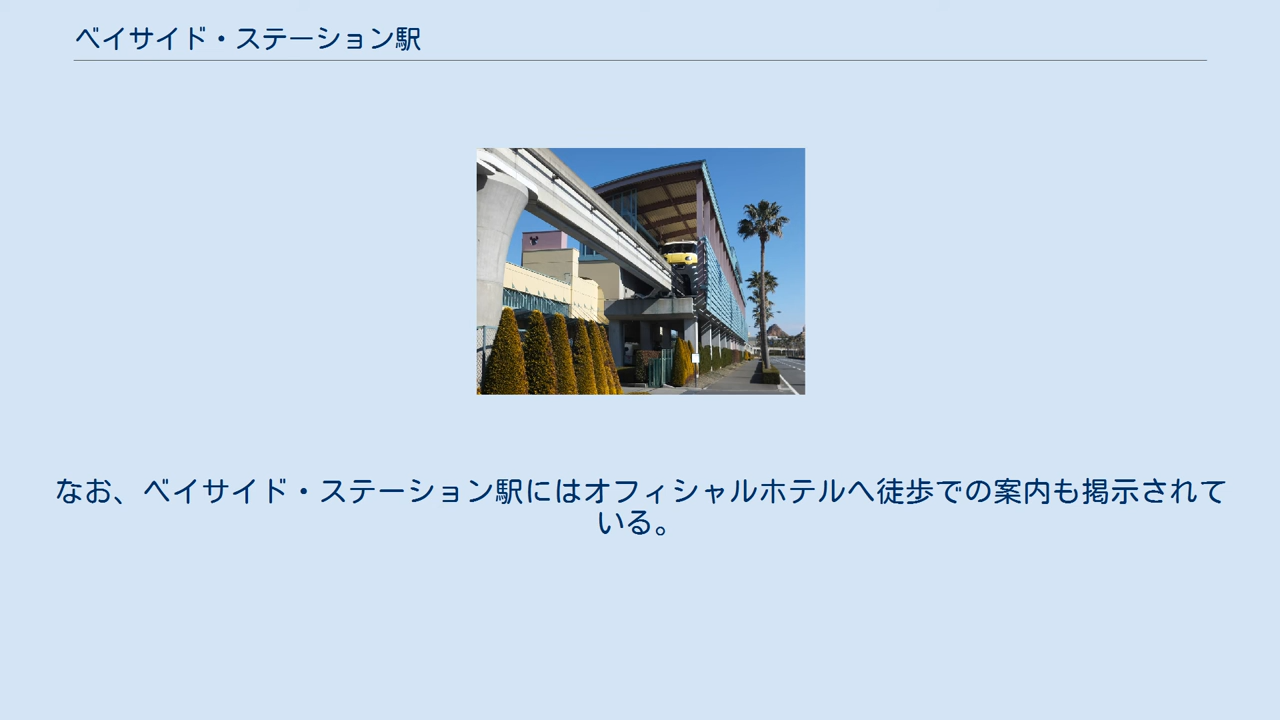 ベイサイド・ステーション駅
なお、ベイサイド・ステーション駅にはオフィシャルホテルへ徒歩での案内も掲示されて
いる。